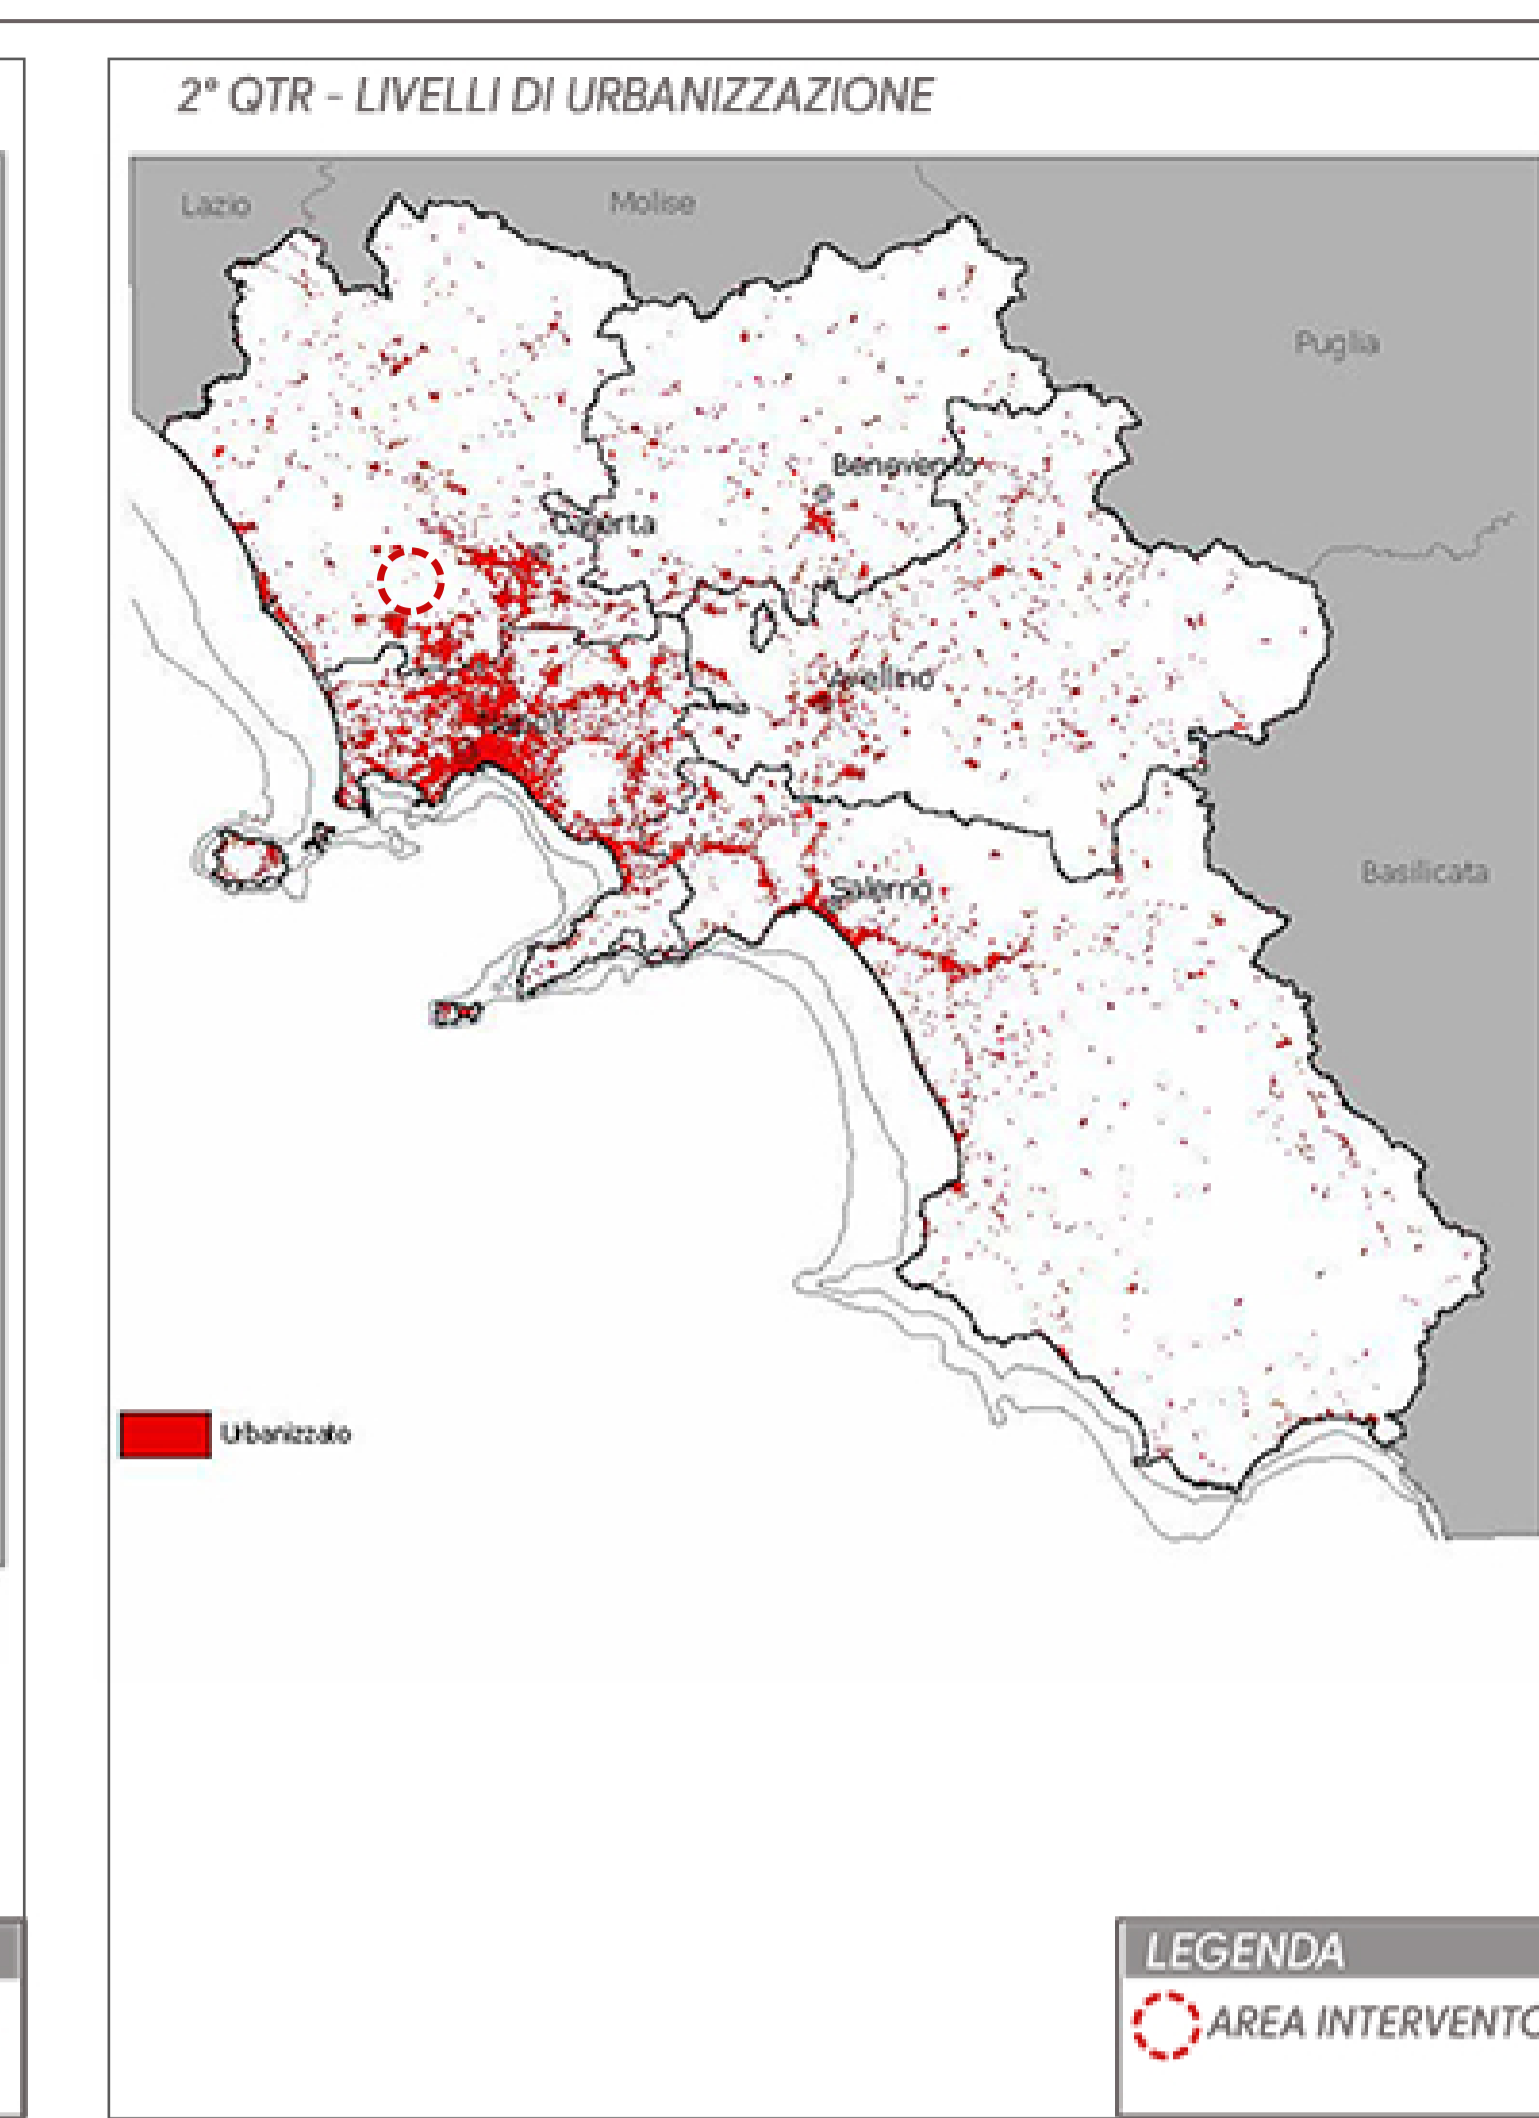 2° QTR - LIVELLI DI URBANIZZAZIONE
Lazio
Molise
Puglia
Benevento
Caserta
Avellino
Salerno
Basilicata
Urbanizzato
LEGENDA
AREA INTERVENTO